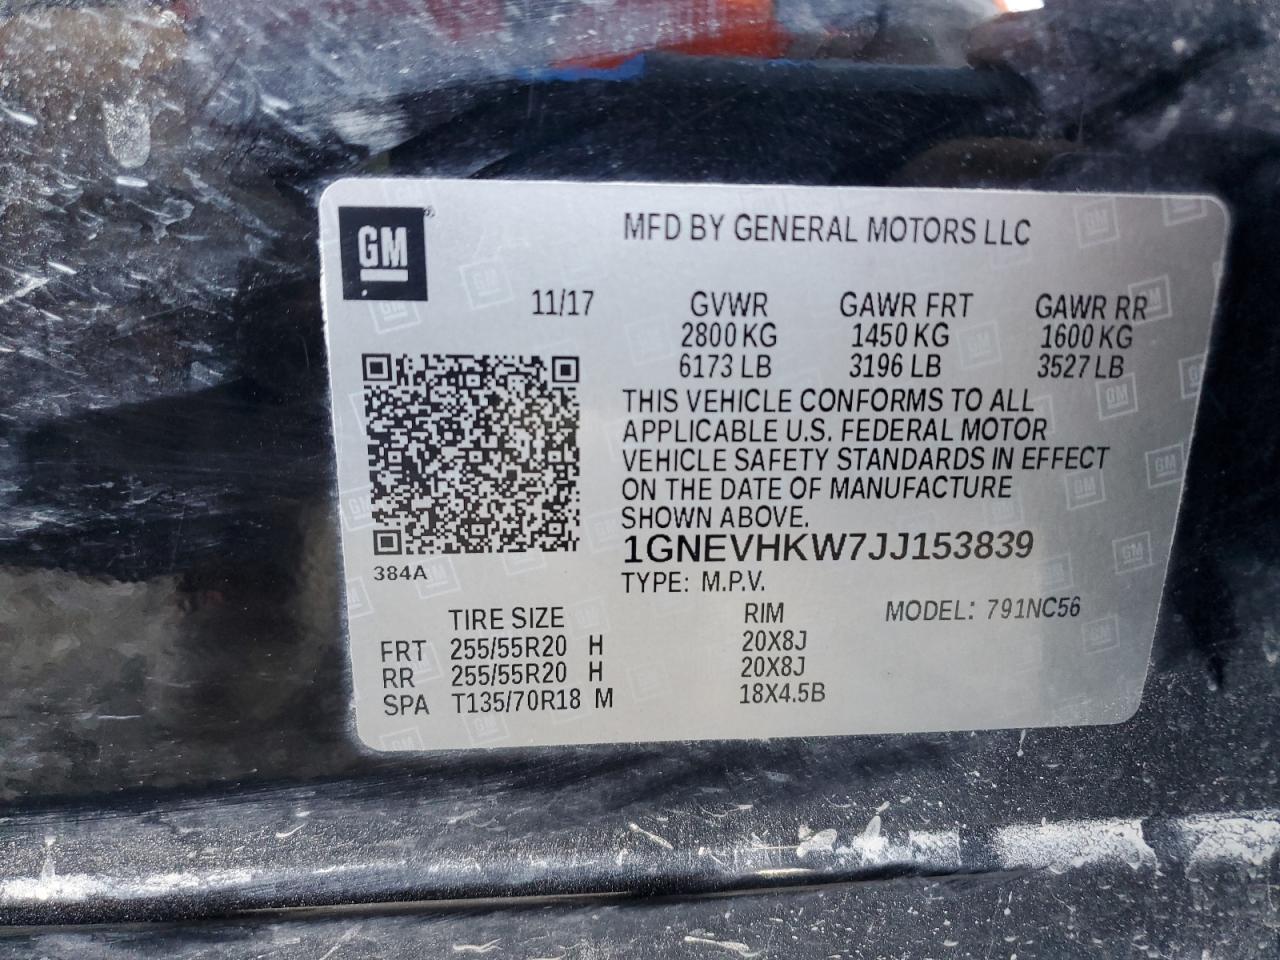 GM
MFD BY GENERAL MOTORS LLC
11/17 GVWR GAWR FRT GAWR RR
2800 KG 1450 KG 1600 KG
6173 LB 3196 LB 3527 LB
THIS VEHICLE CONFORMS TO ALL
APPLICABLE U.S. FEDERAL MOTOR
VEHICLE SAFETY STANDARDS IN EFFECT
ON THE DATE OF MANUFACTURE
SHOWN ABOVE.
1GNEVHKW7JJ153839
384A
TYPE: M.P.V.
TIRE SIZE RIM MODEL: 791NC56
FRT 255/55R20 H 20X8J
RR 255/55R20 H 20X8J
SPA T135/70R18 M 18X4.5B